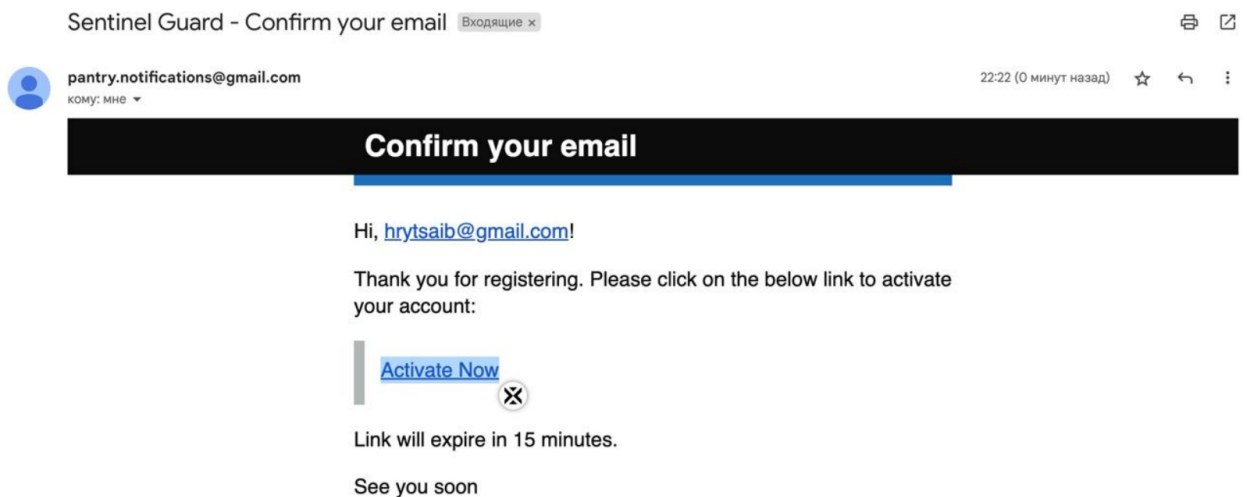 Sentinel Guard - Confirm your email Входящие ×
pantry.notifications@gmail.com 22:22 (0 минут назад)
кому: мне
Confirm your email
Hi, hrytsaib@gmail.com!
Thank you for registering. Please click on the below link to activate
your account:
Activate Now
Link will expire in 15 minutes.
See you soon